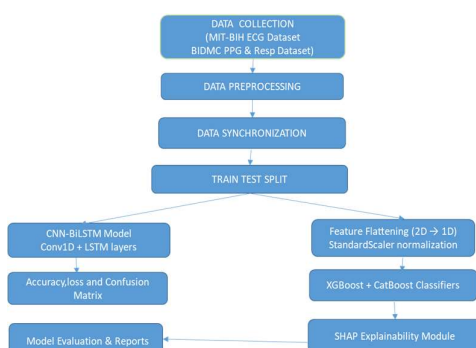 DATA COLLECTION
(MIT-BIH ECG Dataset
BIDMC PPG & Resp Dataset)
DATA PREPROCESSING
DATA SYNCHRONIZATION
TRAIN TEST SPLIT
CNN-BiLSTM Model
Conv1D + LSTM layers
Feature Flattening (2D → 1D)
StandardScaler normalization
Accuracy,loss and Confusion
Matrix
XGBoost + CatBoost Classifiers
Model Evaluation & Reports
SHAP Explainability Module